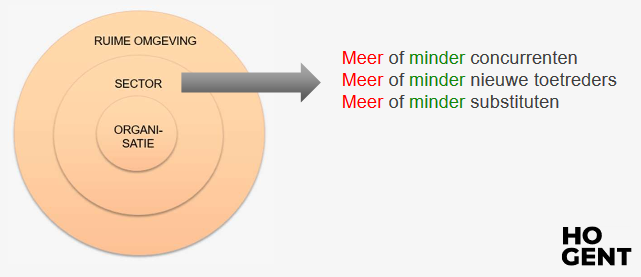 RUIME OMGEVING
SECTOR
ORGANI-
SATIE
Meer of minder concurrenten
Meer of minder nieuwe toetreders
Meer of minder substituten
HO
GENT